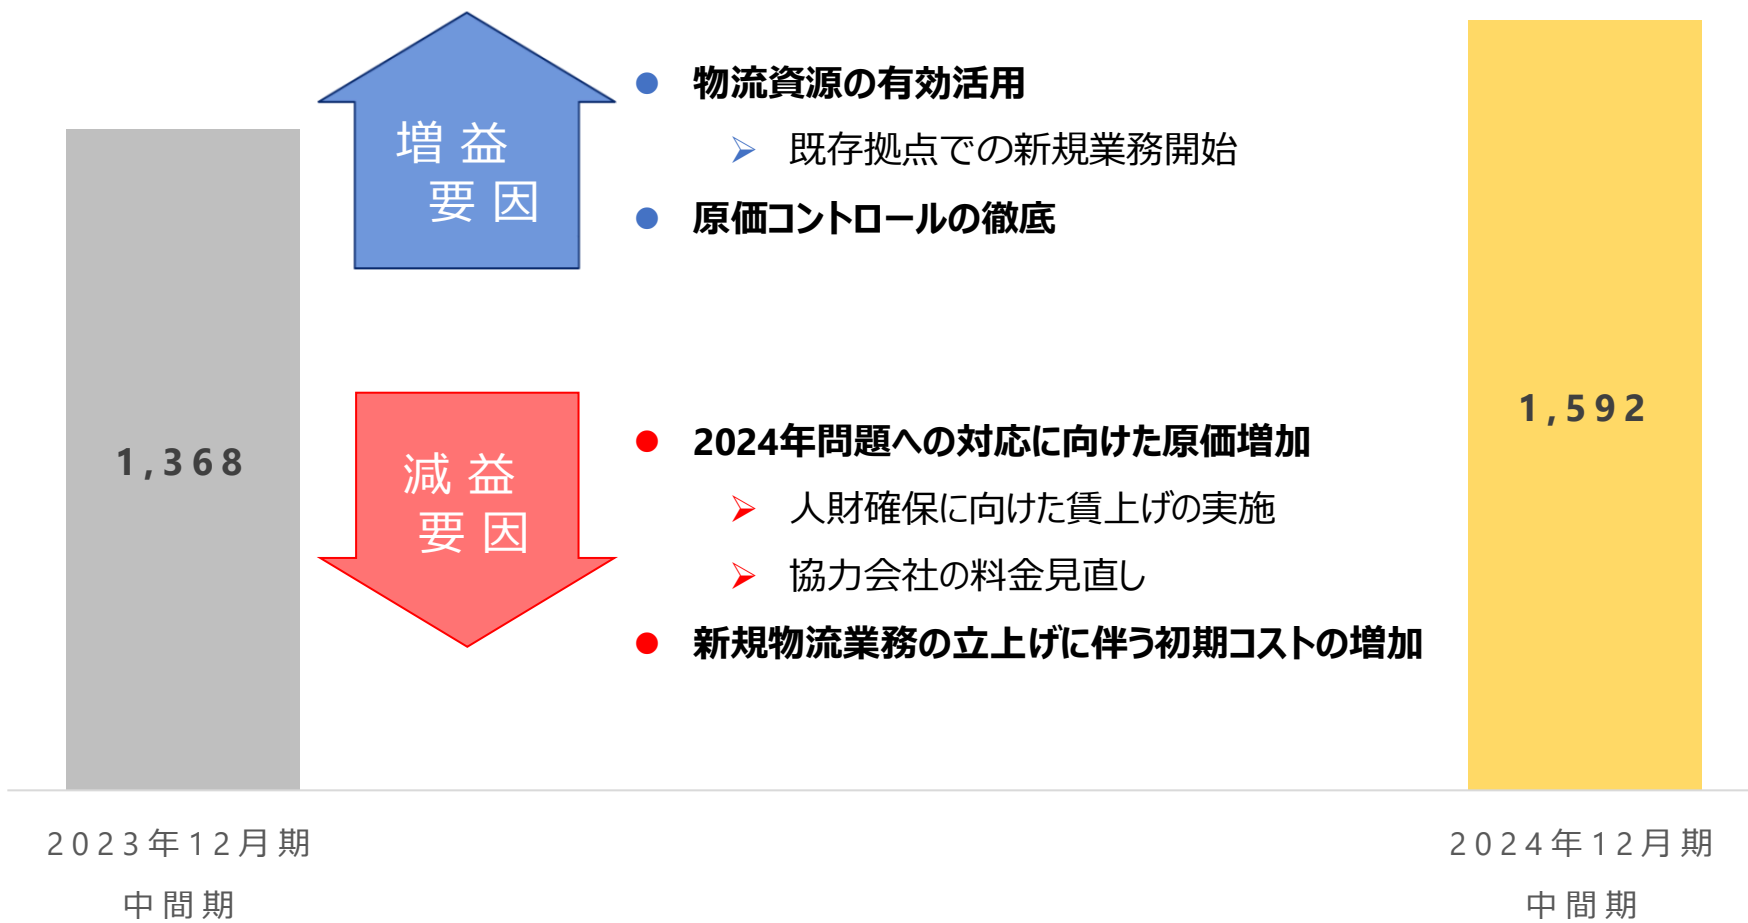 増益
要因
物流資源の有効活用
既存拠点での新規業務開始
原価コントロールの徹底
1,368
減益
要因
2024年問題への対応に向けた原価増加
人財確保に向けた賃上げの実施
協力会社の料金見直し
新規物流業務の立上げに伴う初期コストの増加
1,592
2023年12月期
中間期
2024年12月期
中間期